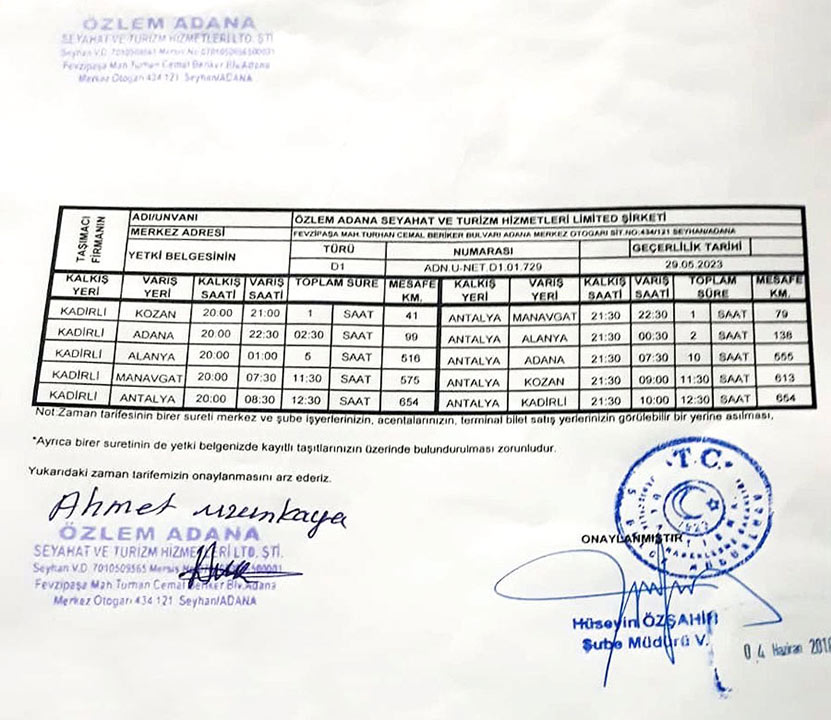 ÖZLEM ADANA
SEYAHAT VE TURİZM HİZMETLERİ LTD. ŞTİ
Seyhan V.D.
Fevzipaşa Mah Turhan Cemal Beriker Blv. Adana
Merkez Otogarı 434 121 Seyhan/ADANA
TAŞIMACI FİRMANIN
ADI/UNVANI ÖZLEM ADANA SEYAHAT VE TURİZM HİZMETLERİ LİMİTED ŞİRKETİ
MERKEZ ADRESİ FEVZİPAŞA MAH.TURHAN CEMAL BERİKER BULVARI ADANA MERKEZ OTOGARI SİT.NO:434/121 SEYHAN/ADANA
YETKİ BELGESİNİN TÜRÜ NUMARASI GEÇERLİLİK TARİHİ
D1 ADN.U-NET.D1.01.729 29.05.2023
KALKIŞ YERİ VARIŞ YERİ KALKIŞ SAATİ VARIŞ SAATİ TOPLAM SÜRE MESAFE KM. KALKIŞ YERİ VARIŞ YERİ KALKIŞ SAATİ VARIŞ SAATİ TOPLAM SÜRE MESAFE KM.
KADİRLİ KOZAN 20:00 21:00 1 SAAT 41 ANTALYA MANAVGAT 21:30 22:30 1 SAAT 79
KADİRLİ ADANA 20.00 22:30 02:30 SAAT 99 ANTALYA ALANYA 21:30 00:30 2 SAAT 136
KADİRLİ ALANYA 20:00 01:00 5 SAAT 516 ANTALYA ADANA 21:30 07:30 10 SAAT 555
KADİRLİ MANAVGAT 20:00 07:30 11:30 SAAT 575 ANTALYA KOZAN 21:30 09:00 11:30 SAAT 613
KADİRLİ ANTALYA 20:00 08:30 12:30 SAAT 654 ANTALYA KADİRLİ 21:30 10:00 12:30 SAAT 654
Not:Zaman tarifesinin birer sureti merkez ve şube işyerlerinizin, acentalarınızın, terminal bilet satış yerlerinizin görülebilir bir yerine asılması,
*Ayrıca birer suretinin de yetki belgenizde kayıtlı taşıtlarınızın üzerinde bulundurulması zorunludur.
Yukarıdaki zaman tarifemizin onaylanmasını arz ederiz.
Ahmet uzunkaya
ÖZLEM ADANA
SEYAHAT VE TURİZM HİZMETLERİ LTD. ŞTİ.
Seyhan V.D. 7010509565 Mersis
Fevzipaşa Mah Turhan Cemal Beriker Blv. Adana
Merkez Otogarı 434 121 Seyhan/ADANA
T.C.
1923
ONAYLANMIŞTIR
Hüseyin ÖZŞAHİN
Şube Müdürü V.
04 Haziran 2018